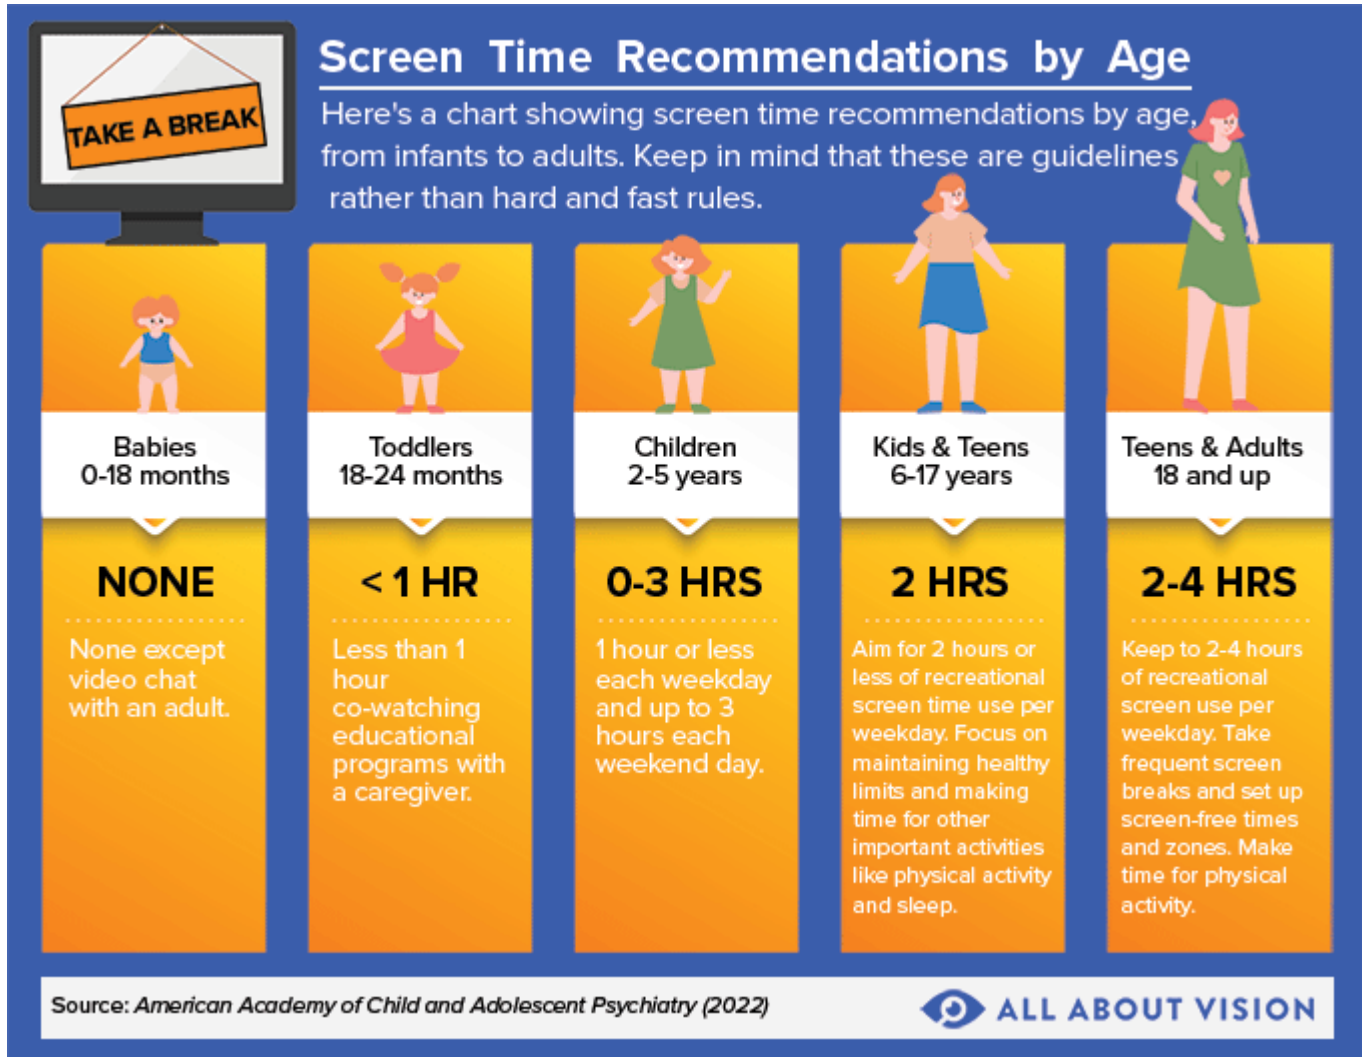 TAKE A BREAK
Screen Time Recommendations by Age
Here's a chart showing screen time recommendations by age,
from infants to adults. Keep in mind that these are guidelines
rather than hard and fast rules.
Babies
0-18 months
NONE
None except
video chat
with an adult.
Toddlers
18-24 months
< 1 HR
Less than 1
hour
co-watching
educational
programs with
a caregiver.
Children
2-5 years
0-3 HRS
1 hour or less
each weekday
and up to 3
hours each
weekend day.
Kids & Teens
6-17 years
2 HRS
Aim for 2 hours or
less of recreational
screen time use per
weekday. Focus on
maintaining healthy
limits and making
time for other
important activities
like physical activity
and sleep.
Teens & Adults
18 and up
2-4 HRS
Keep to 2-4 hours
of recreational
screen use per
weekday. Take
frequent screen
breaks and set up
screen-free times
and zones. Make
time for physical
activity.
Source: American Academy of Child and Adolescent Psychiatry (2022)
ALL ABOUT VISION